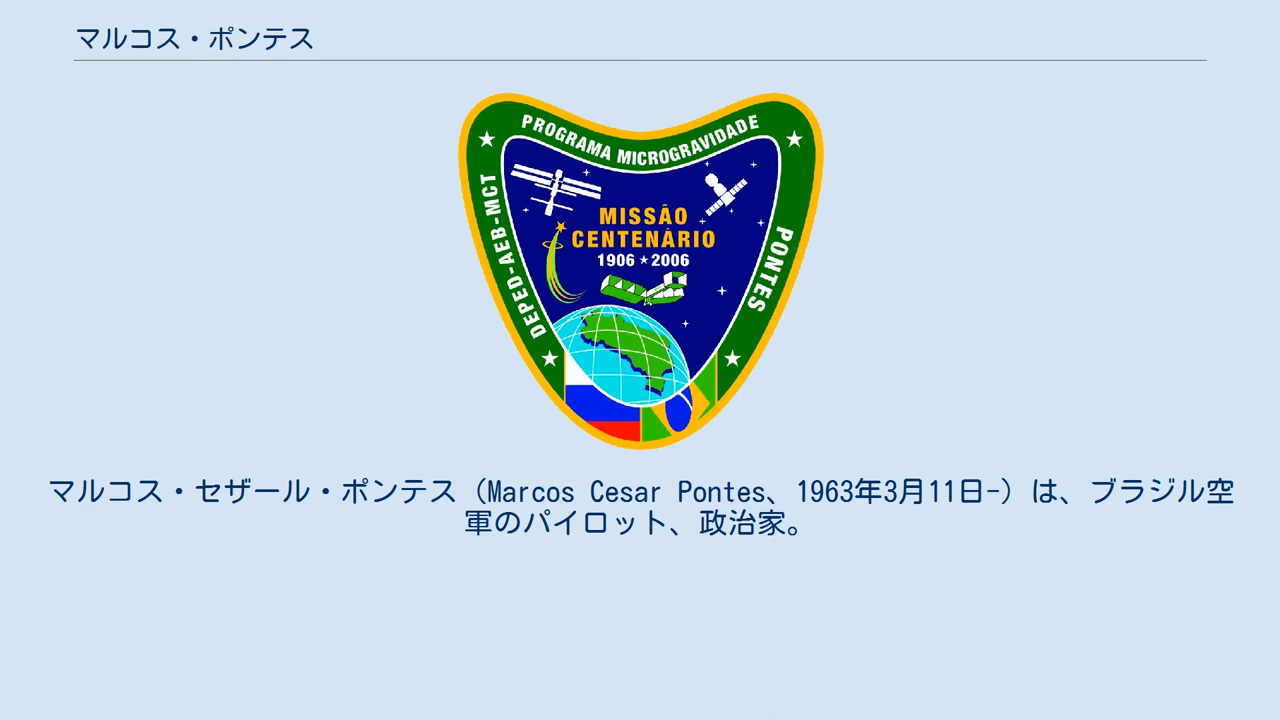 マルコス・ポンテス
PROGRAMA MICROGRAVIDADE
DEPED-AEB-MCT
PONTES
MISSÃO
CENTENÁRIO
1906★2006
マルコス・セザール・ポンテス（Marcos Cesar Pontes、1963年3月11日-）は、ブラジル空
軍のパイロット、政治家。